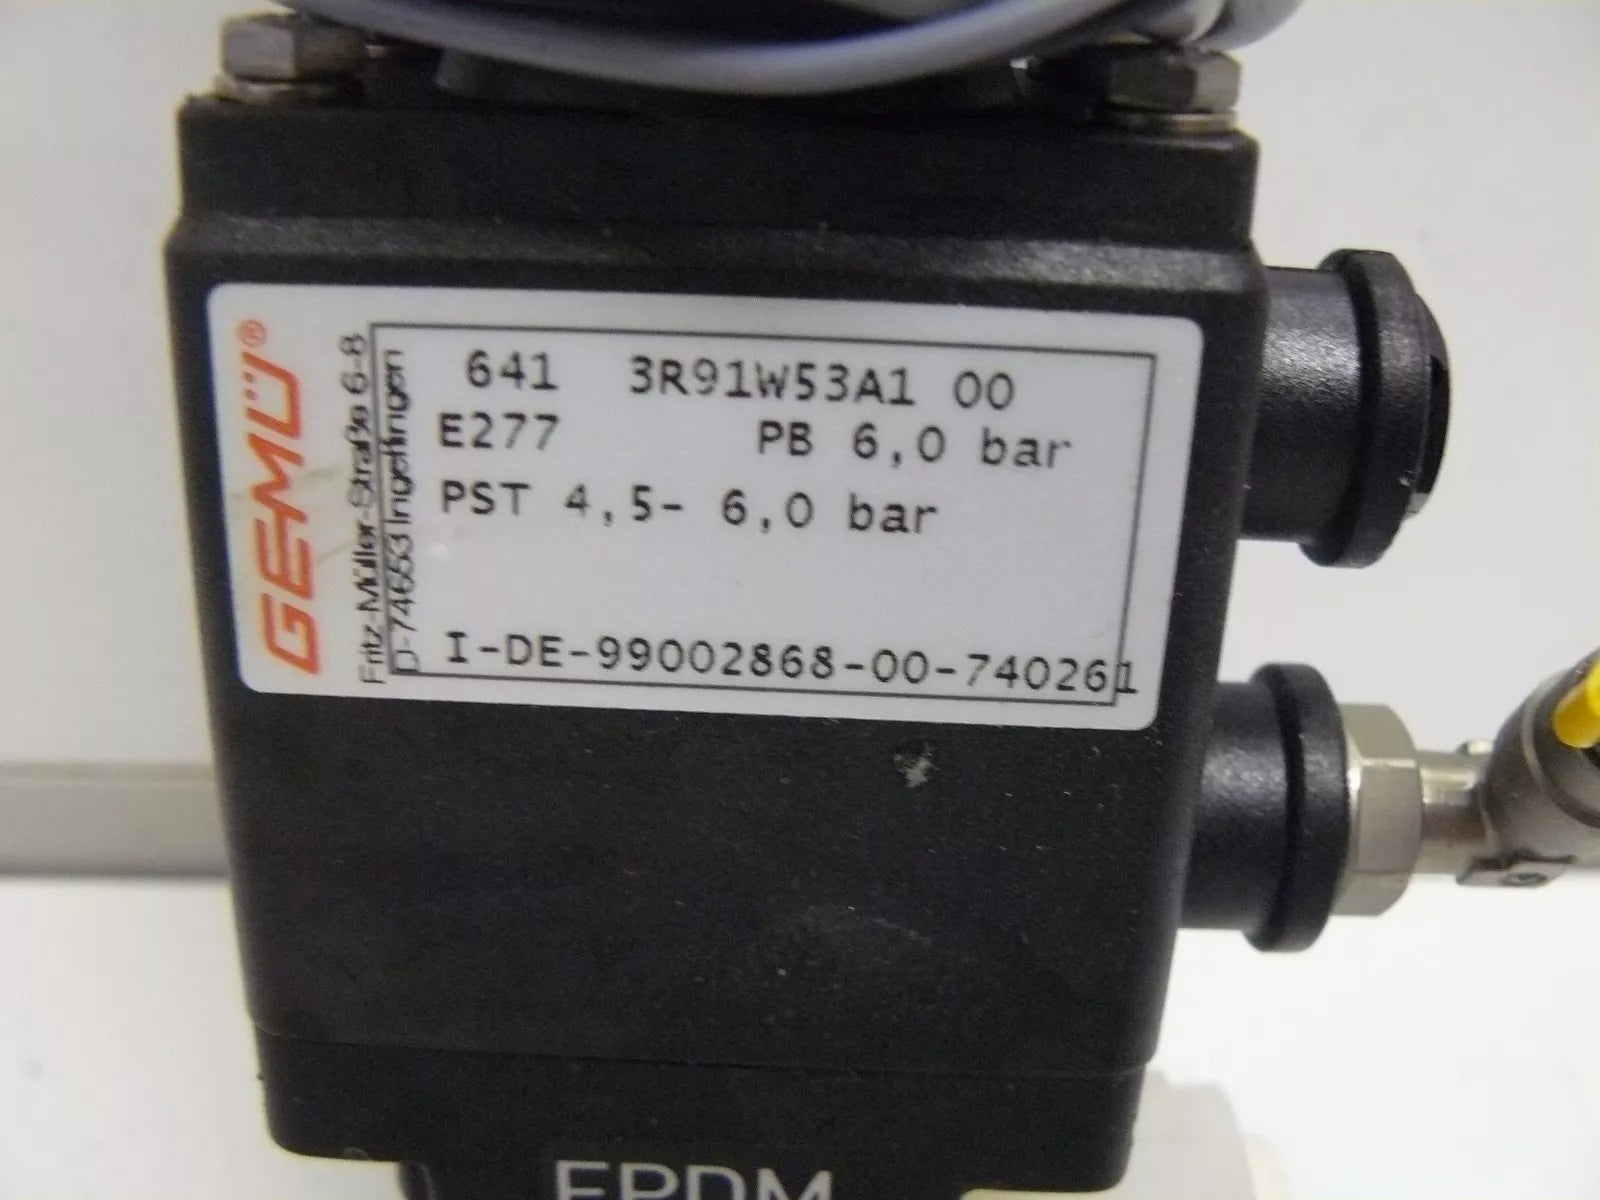 GEMÜ®
Fritz-Müller-Straße 6-8
D-74653 Ingelfingen
641 3R91W53A1 00
E277 PB 6,0 bar
PST 4,5- 6,0 bar
I-DE-99002868-00-740261
EPDM